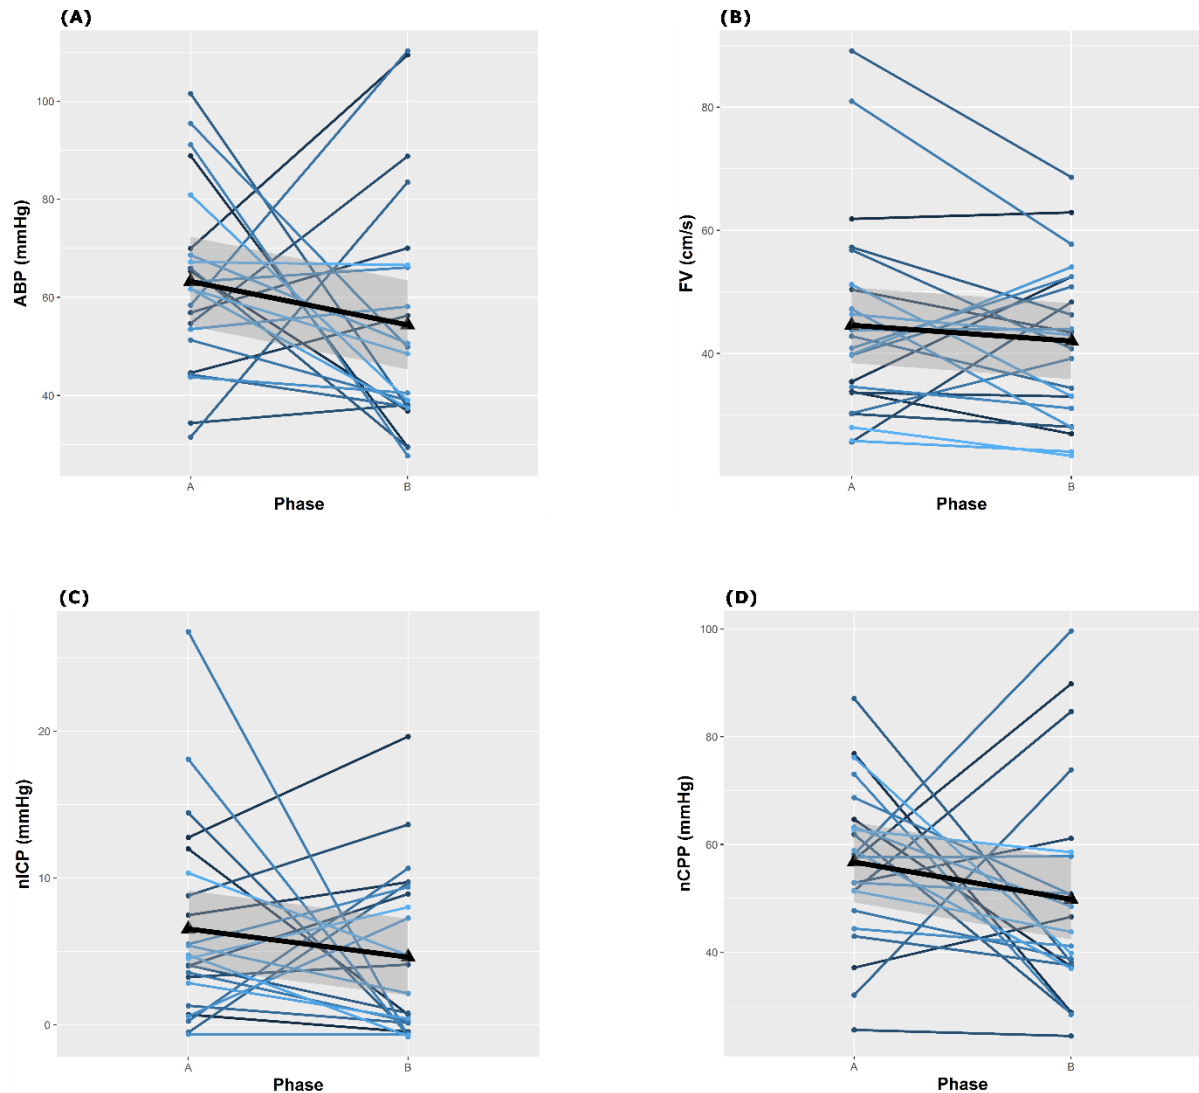 (A)
ABP (mmHg)
100
80
60
40
A
B
Phase
(B)
FV (cm/s)
80
60
40
A
B
Phase
(C)
nICP (mmHg)
20
10
0
A
B
Phase
(D)
nCPP (mmHg)
100
80
60
40
A
B
Phase